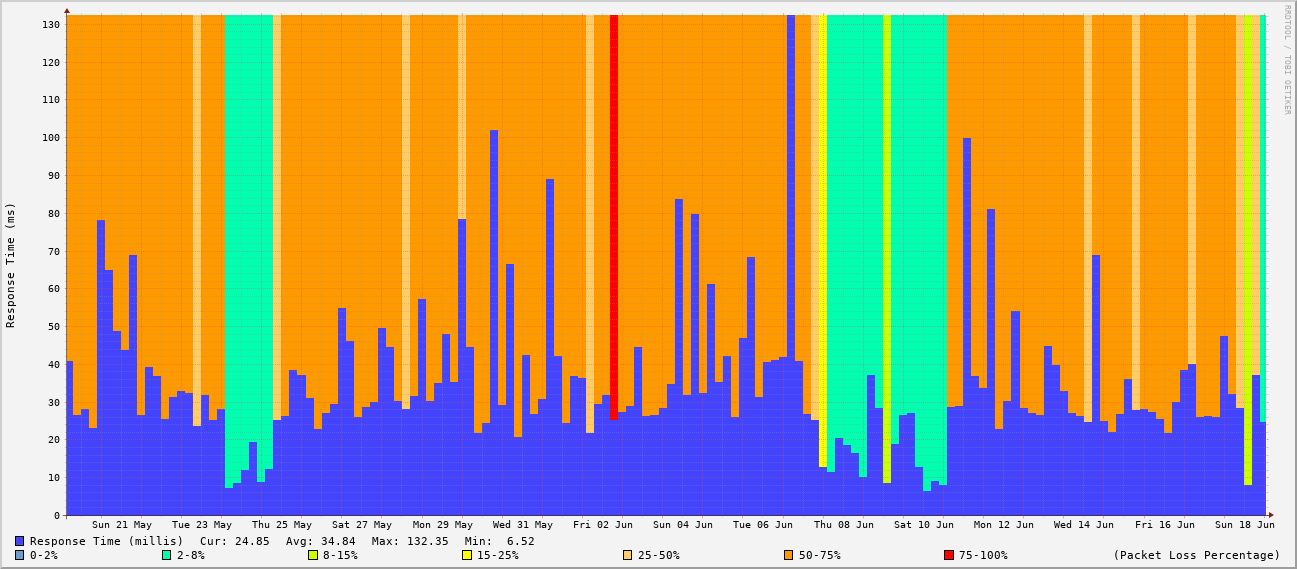 RRDTOOL / TOBI OETIKER
Response Time (ms)
130
120
110
100
90
80
70
60
50
40
30
20
10
0
Sun 21 May Tue 23 May Thu 25 May Sat 27 May Mon 29 May Wed 31 May Fri 02 Jun Sun 04 Jun Tue 06 Jun Thu 08 Jun Sat 10 Jun Mon 12 Jun Wed 14 Jun Fri 16 Jun Sun 18 Jun
Response Time (millis) Cur: 24.85 Avg: 34.84 Max: 132.35 Min: 6.52
0-2% 2-8% 8-15% 15-25% 25-50% 50-75% 75-100% (Packet Loss Percentage)